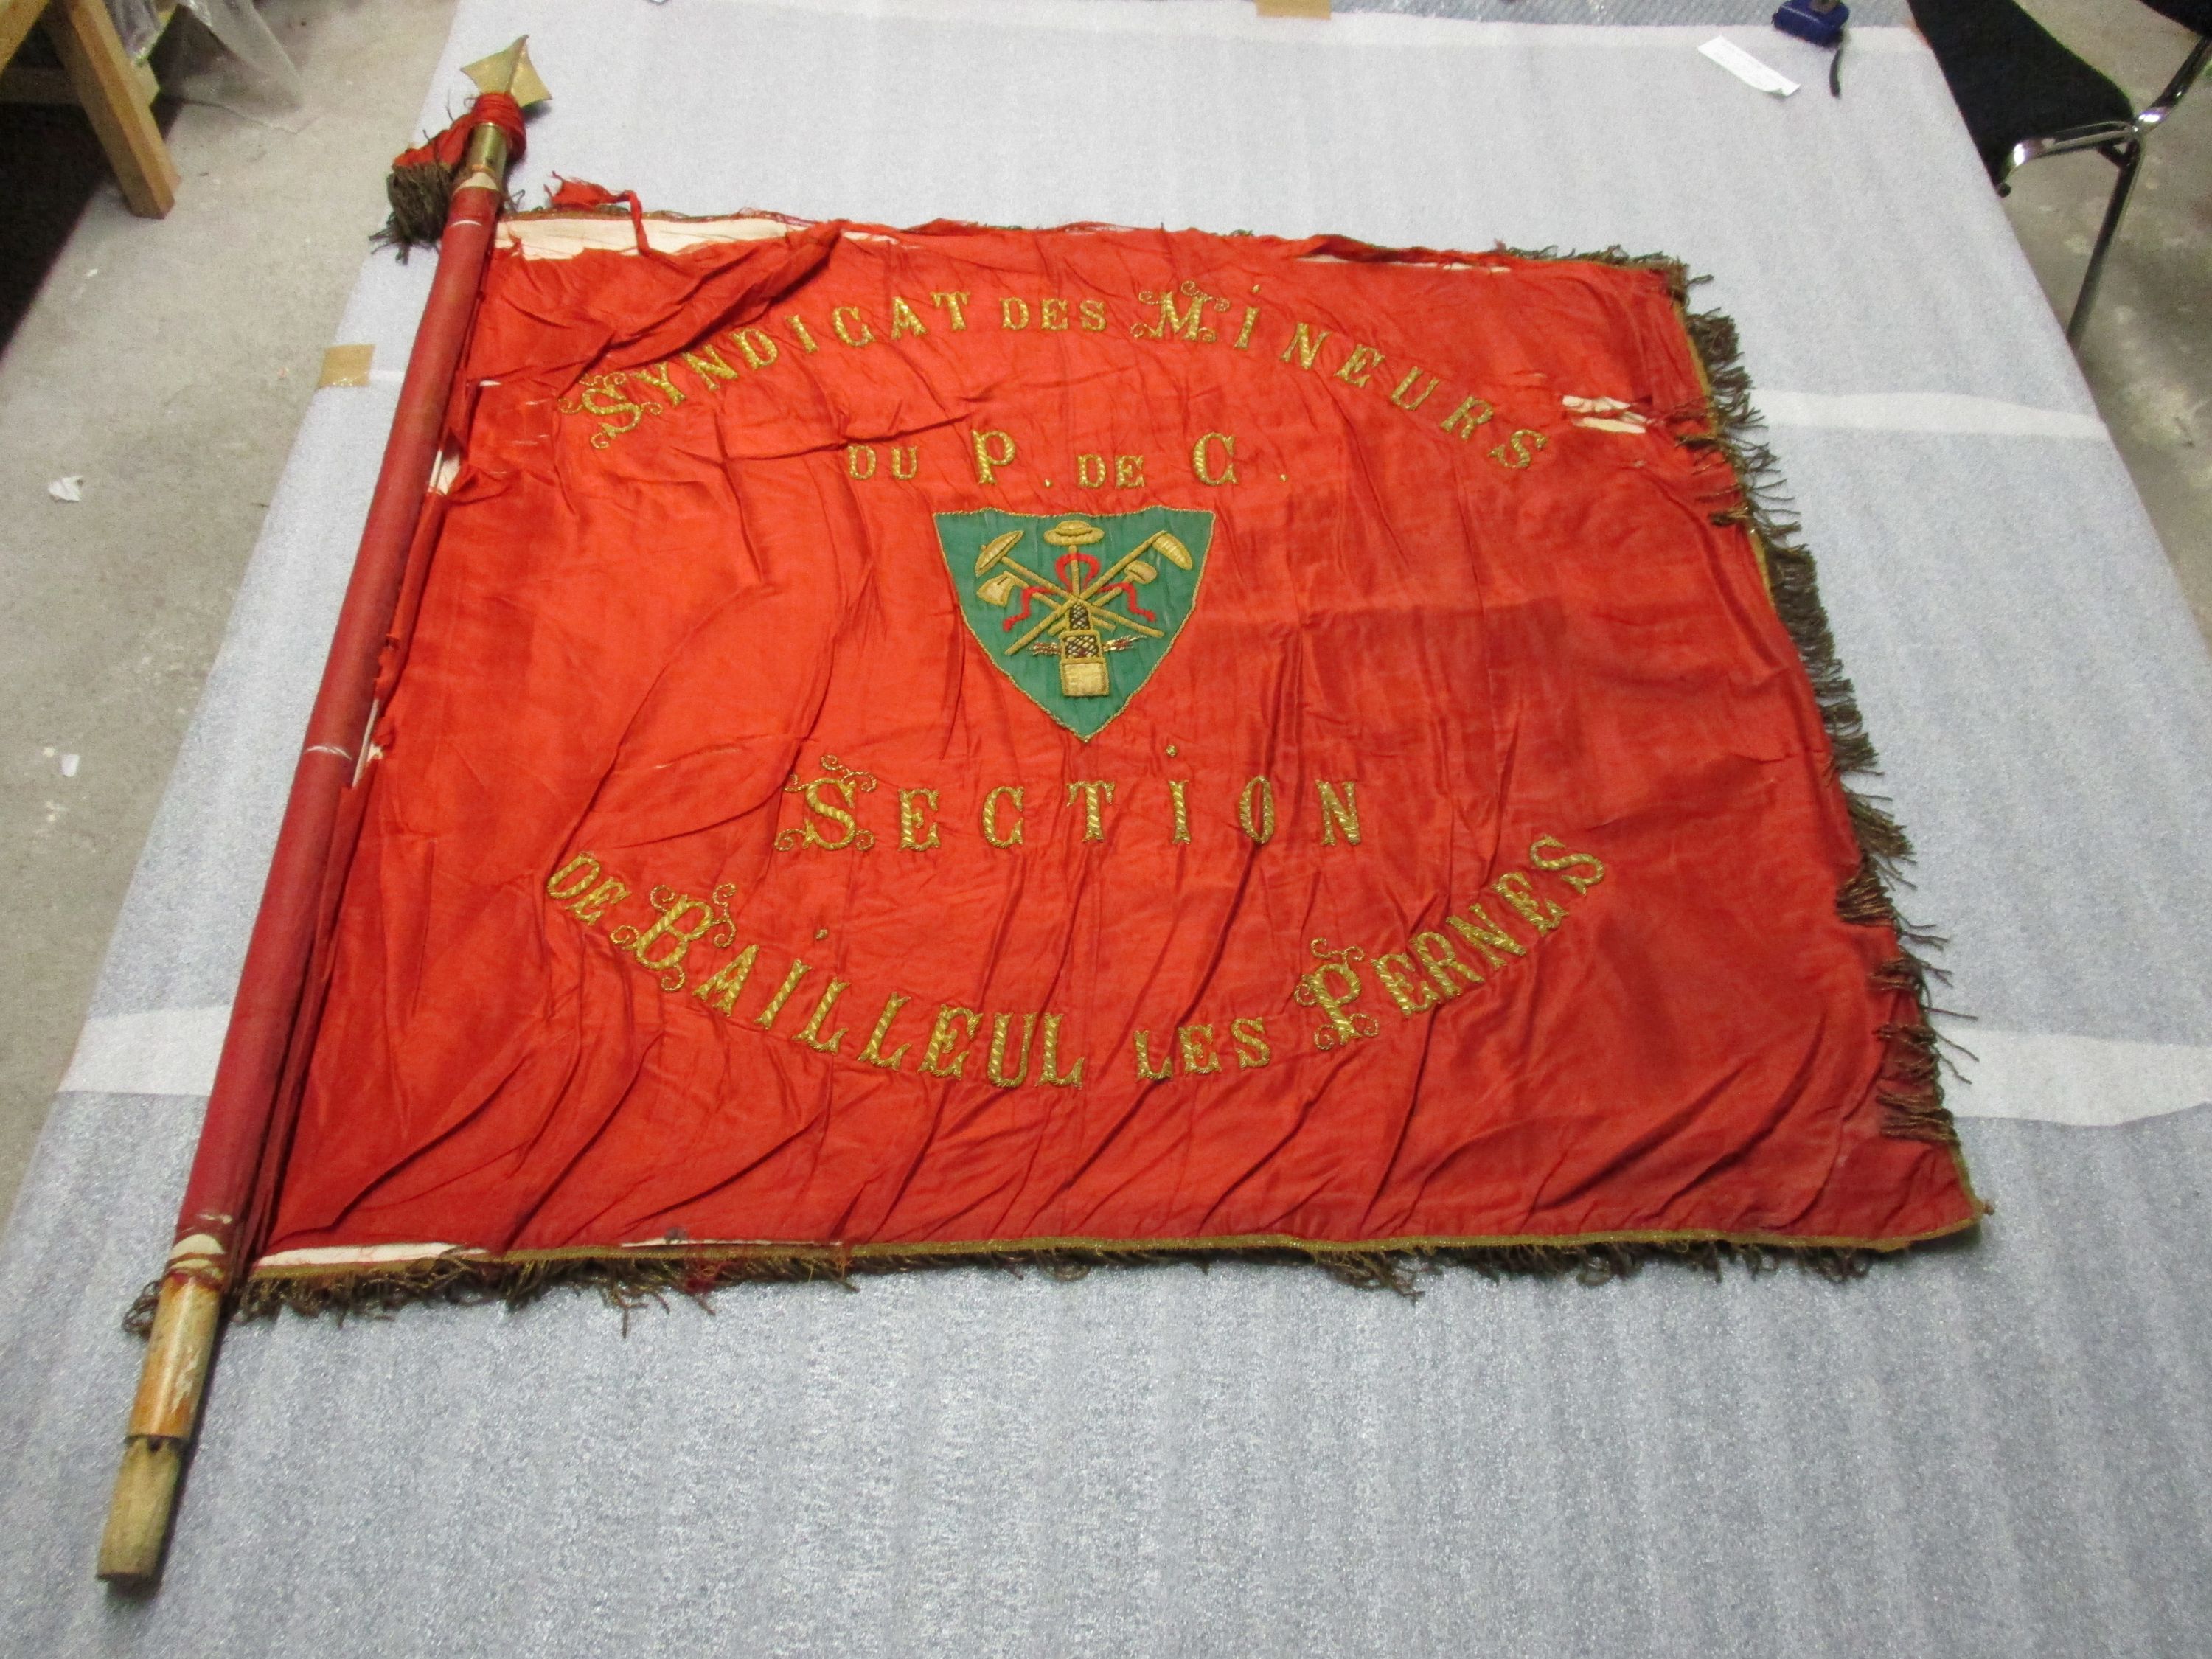 SYNDICAT DES MINEURS
DU P. DE C.
SECTION
DE BAILLEUL LES PERNES